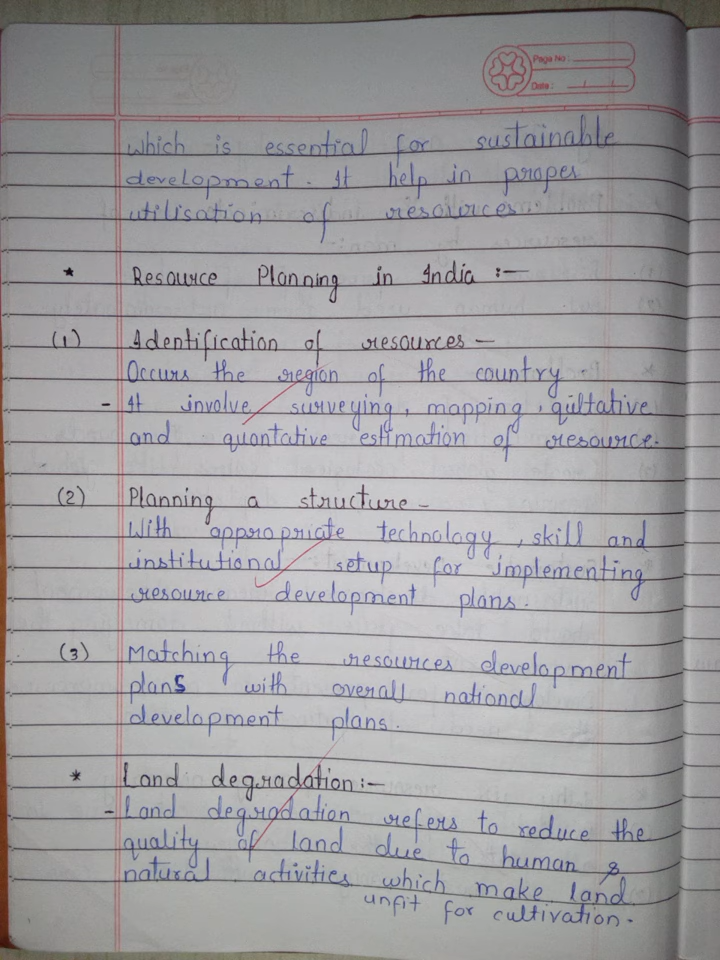 Page No :
Date :
which is essential for sustainable
development. It help in proper
utilisation of resources.
* Resource Planning in India :-
(1) Identification of resources -
Occurs the region of the country.
- It involve surveying, mapping, quiltative
and quantative estimation of resource.
(2) Planning a structure -
With appropriate technology, skill and
institutional setup for implementing
resource development plans.
(3) Matching the resources development
plans with overall national
development plans.
* Land degradation :-
- Land degradation refers to reduce the
quality of land due to human &
natural activities which make land
unfit for cultivation.